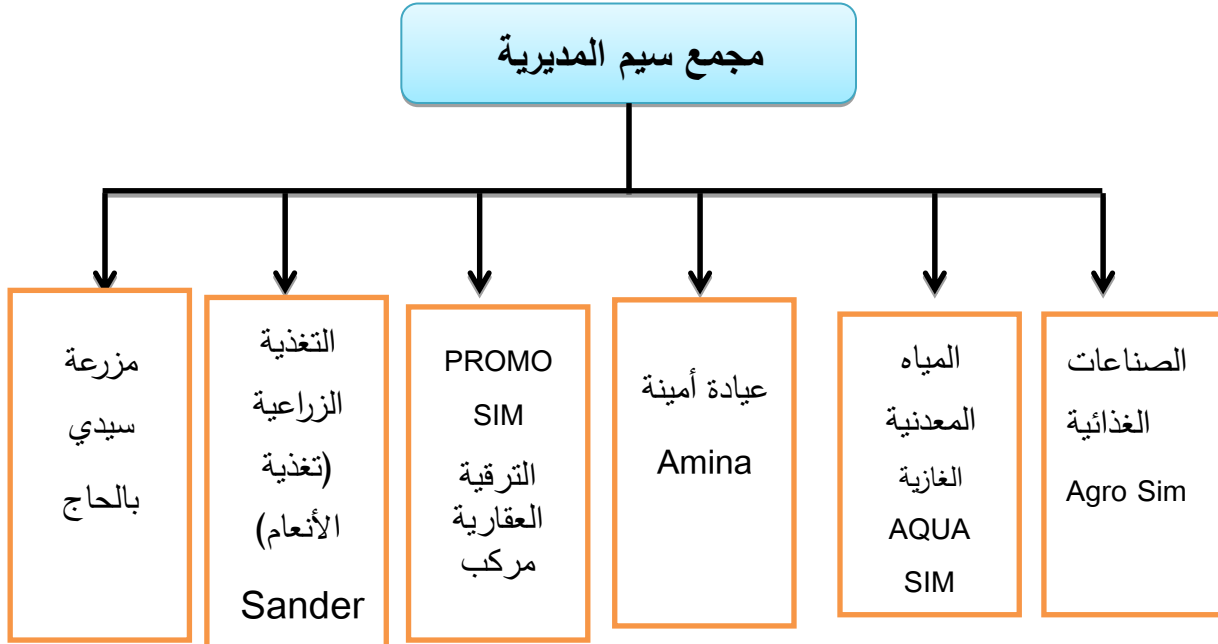 مجمع سيم المديرية
الصناعات
الغذائية
Agro Sim
المياه
المعدنية
الغازية
AQUA
SIM
عيادة أمينة
Amina
PROMO
SIM
الترقية
العقارية
مركب
التغذية
الزراعية
(تغذية
الأنعام)
Sander
مزرعة
سيدي
بالحاج